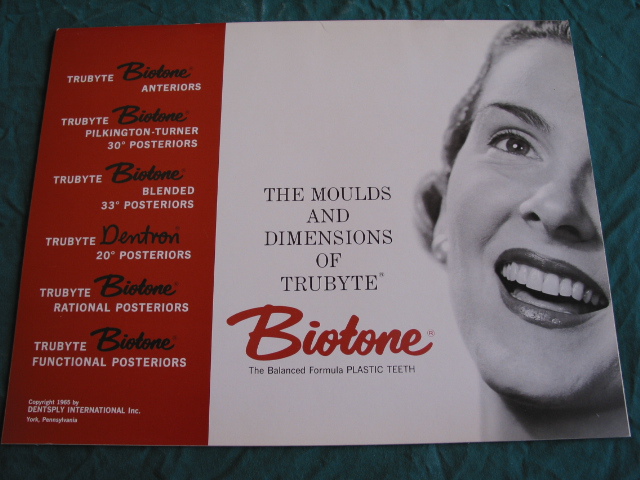 TRUBYTE Biotone®
ANTERIORS
TRUBYTE Biotone®
PILKINGTON-TURNER
30° POSTERIORS
TRUBYTE Biotone®
BLENDED
33° POSTERIORS
TRUBYTE Dentron®
20° POSTERIORS
TRUBYTE Biotone®
RATIONAL POSTERIORS
TRUBYTE Biotone®
FUNCTIONAL POSTERIORS
Copyright 1965 by
DENTSPLY INTERNATIONAL Inc.
York, Pennsylvania
THE MOULDS
AND
DIMENSIONS
OF
TRUBYTE®
Biotone®
The Balanced Formula PLASTIC TEETH